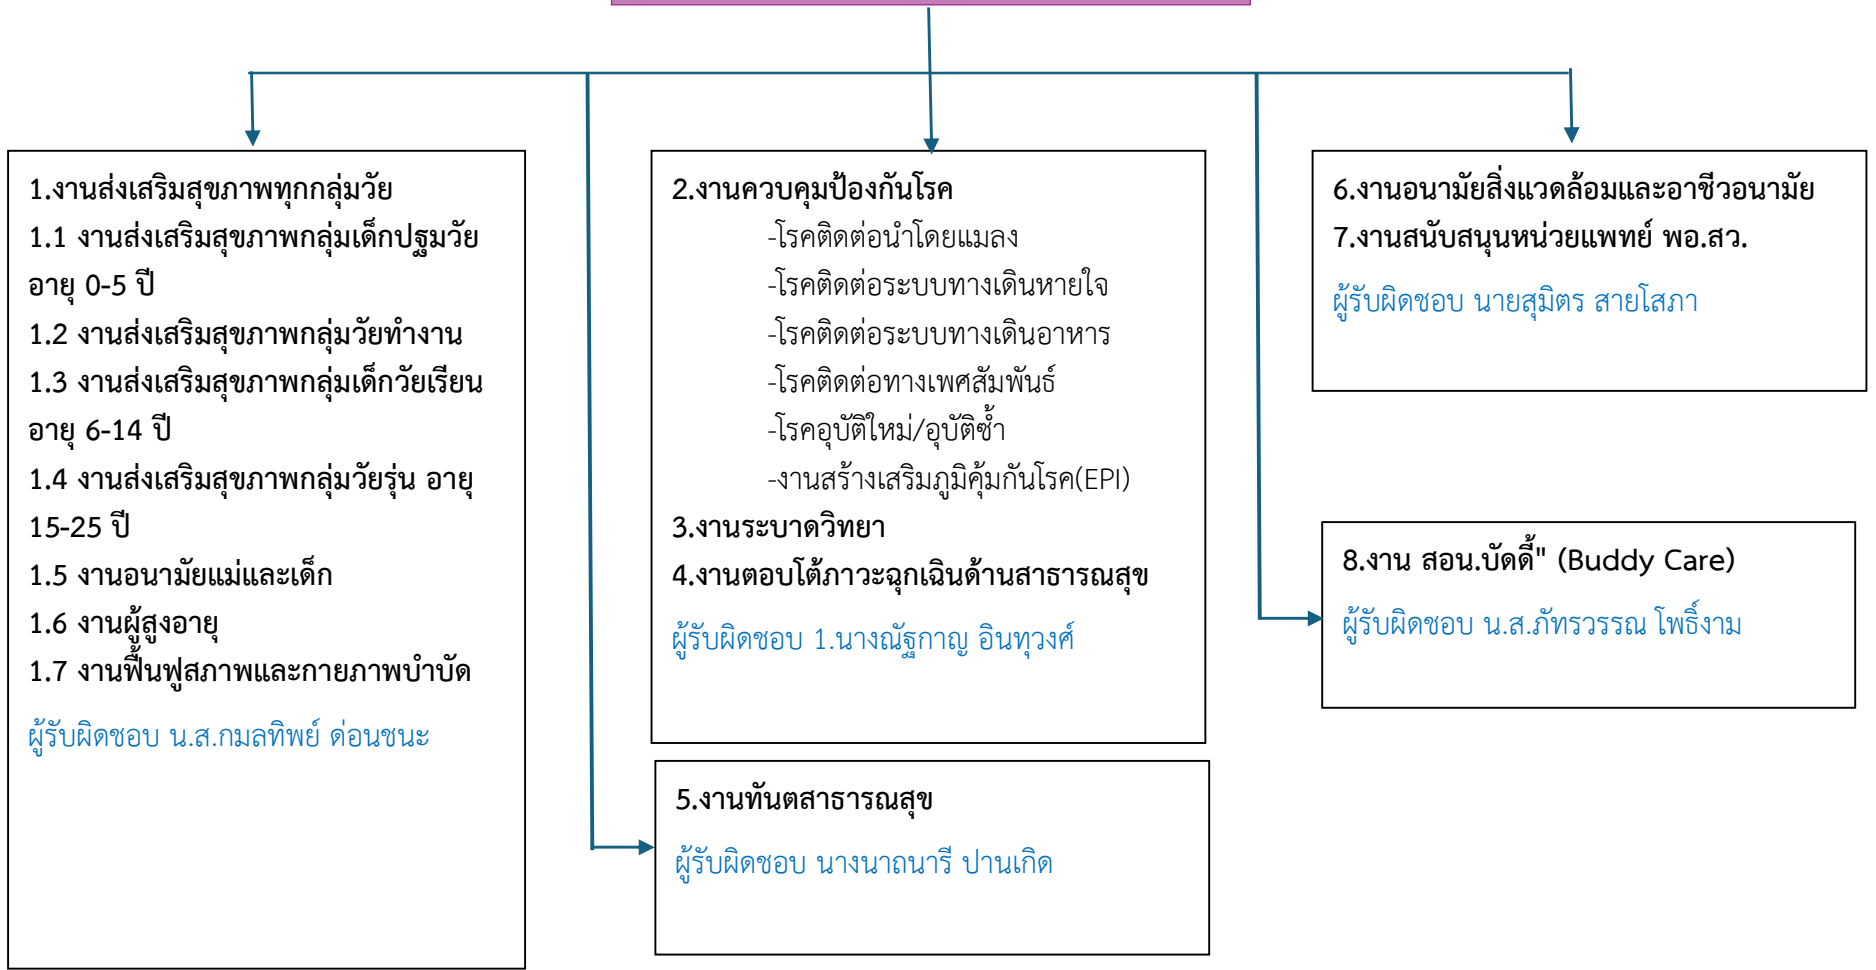 1.งานส่งเสริมสุขภาพทุกกลุ่มวัย
1.1 งานส่งเสริมสุขภาพกลุ่มเด็กปฐมวัย
อายุ 0-5 ปี
1.2 งานส่งเสริมสุขภาพกลุ่มวัยทำงาน
1.3 งานส่งเสริมสุขภาพกลุ่มเด็กวัยเรียน
อายุ 6-14 ปี
1.4 งานส่งเสริมสุขภาพกลุ่มวัยรุ่น อายุ
15-25 ปี
1.5 งานอนามัยแม่และเด็ก
1.6 งานผู้สูงอายุ
1.7 งานฟื้นฟูสภาพและกายภาพบำบัด
ผู้รับผิดชอบ น.ส.กมลทิพย์ ด่อนชนะ
2.งานควบคุมป้องกันโรค
-โรคติดต่อนำโดยแมลง
-โรคติดต่อระบบทางเดินหายใจ
-โรคติดต่อระบบทางเดินอาหาร
-โรคติดต่อทางเพศสัมพันธ์
-โรคอุบัติใหม่/อุบัติซ้ำ
-งานสร้างเสริมภูมิคุ้มกันโรค(EPI)
3.งานระบาดวิทยา
4.งานตอบโต้ภาวะฉุกเฉินด้านสาธารณสุข
ผู้รับผิดชอบ 1.นางณัฐกาญ อินทุวงศ์
5.งานทันตสาธารณสุข
ผู้รับผิดชอบ นางนาถนารี ปานเกิด
6.งานอนามัยสิ่งแวดล้อมและอาชีวอนามัย
7.งานสนับสนุนหน่วยแพทย์ พอ.สว.
ผู้รับผิดชอบ นายสุมิตร สายโสภา
8.งาน สอน.บัดดี้" (Buddy Care)
ผู้รับผิดชอบ น.ส.ภัทรวรรณ โพธิ์งาม